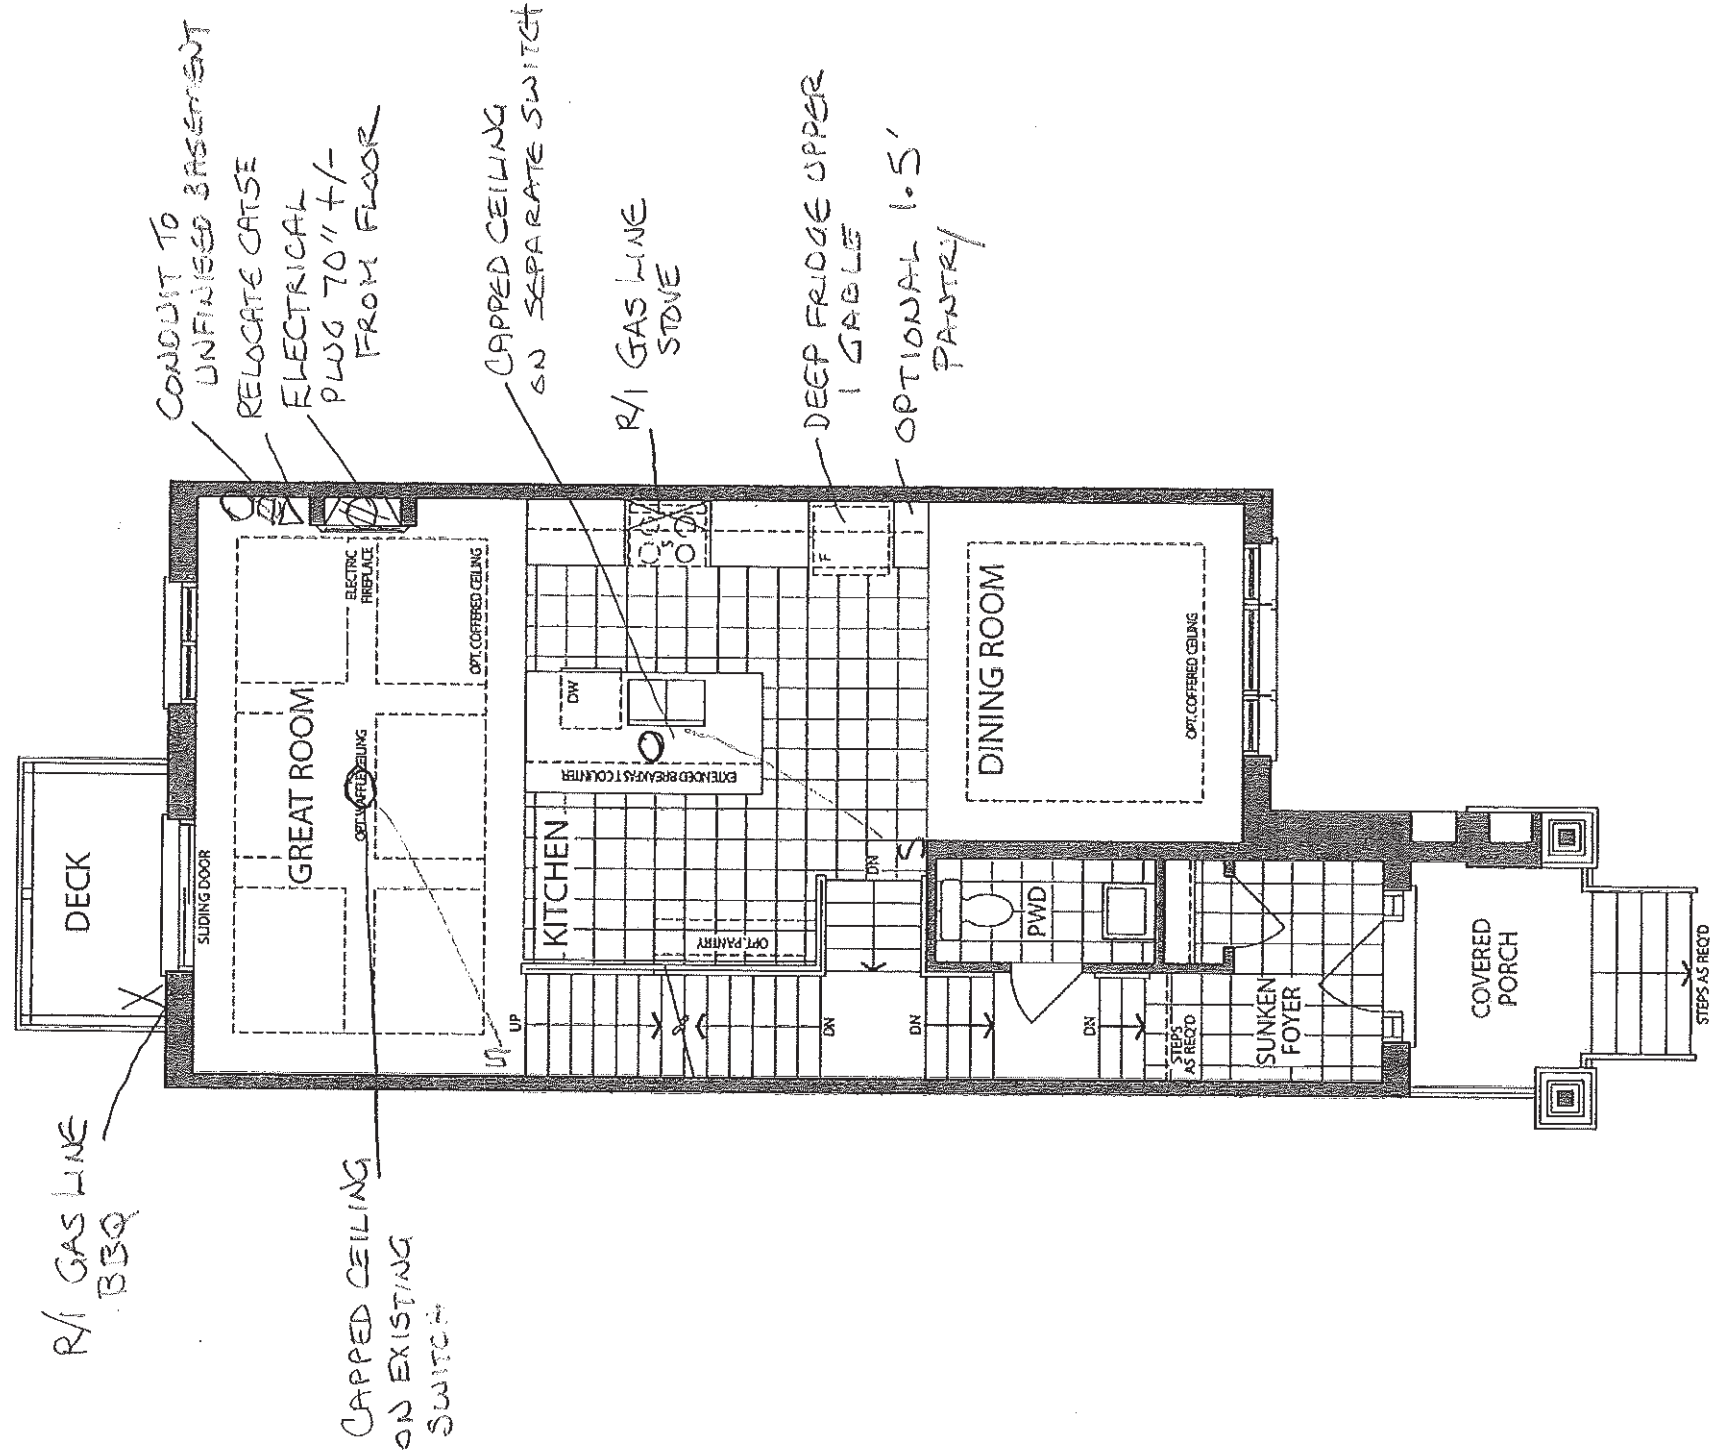 CONDUIT TO
UNFINISED BASEMENT
RELOCATE CAT5E
ELECTRICAL
PLUG 70" +/-
FROM FLOOR
CAPPED CEILING
ON SEPARATE SWITCH
R/I GAS LINE
STOVE
DEEP FRIDGE UPPER
1 GABLE
OPTIONAL 1.5'
PANTRY
R/I GAS LINE
BBQ
CAPPED CEILING
ON EXISTING
SWITCH
DECK
SLIDING DOOR
GREAT ROOM
OPT. WAFFLE CEILING
ELECTRIC
FIREPLACE
OPT. COFFERED CEILING
KITCHEN
EXTENDED BREAKFAST COUNTER
DW
S
F
OPT. PANTRY
UP
DN
DN
DN
DN
S
S
DINING ROOM
OPT. COFFERED CEILING
PWD
STEPS
AS REQ'D
SUNKEN
FOYER
COVERED
PORCH
STEPS AS REQ'D